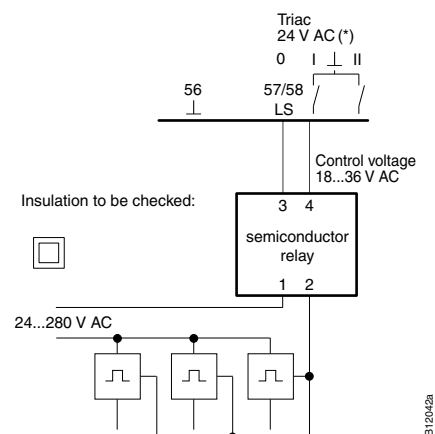 Triac
24 V AC (*)
0 I ⊥ II
56 57/58
⊥ LS
Control voltage
18...36 V AC
Insulation to be checked:
3 4
semiconductor
relay
1 2
24...280 V AC
B12042a